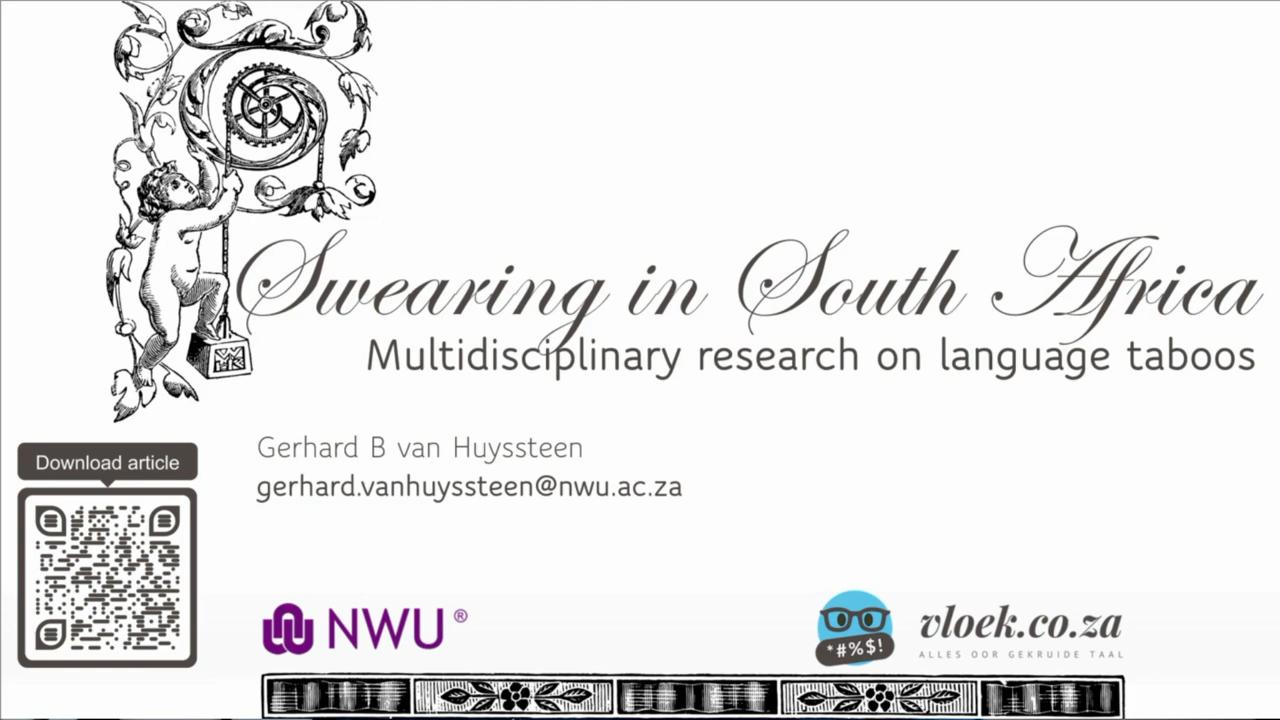 Swearing in South Africa
Multidisciplinary research on language taboos
Gerhard B van Huyssteen
gerhard.vanhuyssteen@nwu.ac.za
Download article
NWU®
*#%$!
vloek.co.za
ALLES OOR GEKRUIDE TAAL